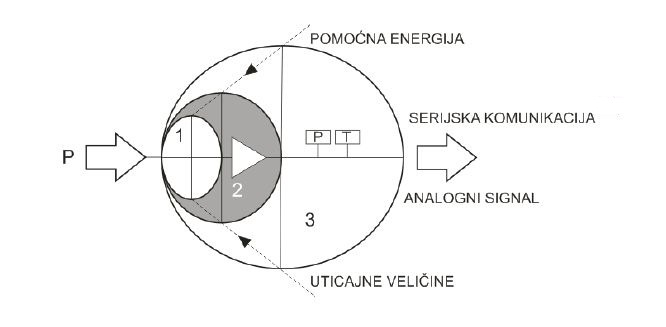 POMOĆNA ENERGIJA
SERIJSKA KOMUNIKACIJA
1
P T
P
2
ANALOGNI SIGNAL
3
UTICAJNE VELIČINE